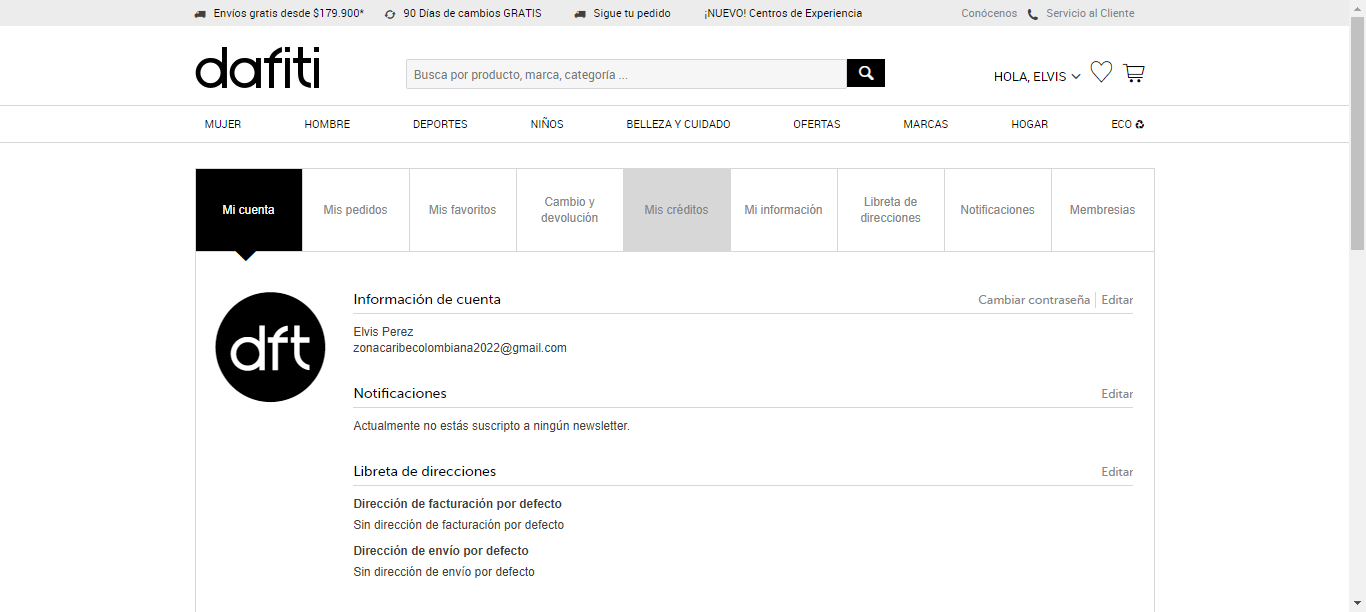 Envíos gratis desde $179.900* 90 Días de cambios GRATIS Sigue tu pedido ¡NUEVO! Centros de Experiencia Conócenos Servicio al Cliente
dafiti
Busca por producto, marca, categoría ...
HOLA, ELVIS
MUJER HOMBRE DEPORTES NIÑOS BELLEZA Y CUIDADO OFERTAS MARCAS HOGAR ECO
Mi cuenta
Mis pedidos
Mis favoritos
Cambio y
devolución
Mis créditos
Mi información
Libreta de
direcciones
Notificaciones
Membresias
dft
Información de cuenta
Cambiar contraseña Editar
Elvis Perez
zonacaribecolombiana2022@gmail.com
Notificaciones
Editar
Actualmente no estás suscripto a ningún newsletter.
Libreta de direcciones
Editar
Dirección de facturación por defecto
Sin dirección de facturación por defecto
Dirección de envío por defecto
Sin dirección de envío por defecto